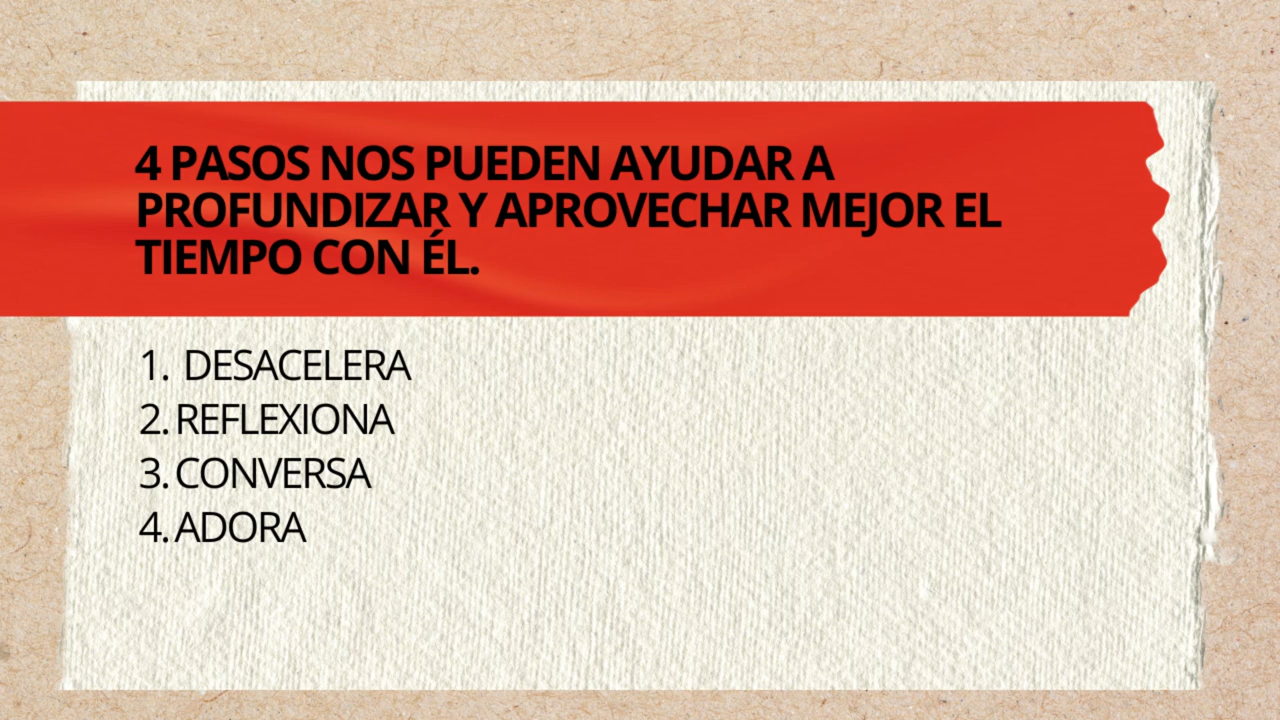 4 PASOS NOS PUEDEN AYUDAR A
PROFUNDIZAR Y APROVECHAR MEJOR EL
TIEMPO CON ÉL.
1. DESACELERA
2. REFLEXIONA
3. CONVERSA
4. ADORA